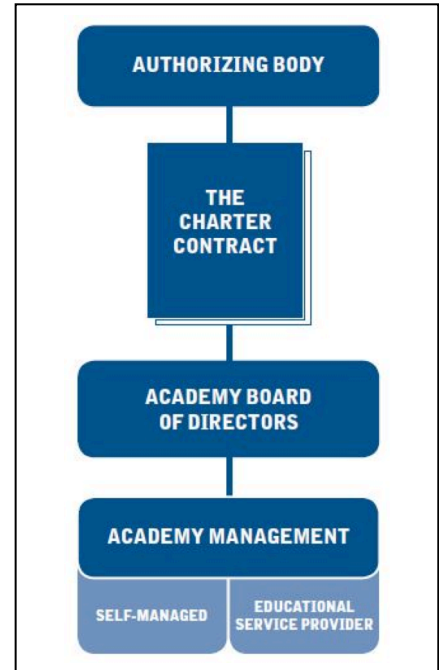 AUTHORIZING BODY
THE
CHARTER
CONTRACT
ACADEMY BOARD
OF DIRECTORS
ACADEMY MANAGEMENT
SELF-MANAGED
EDUCATIONAL
SERVICE PROVIDER